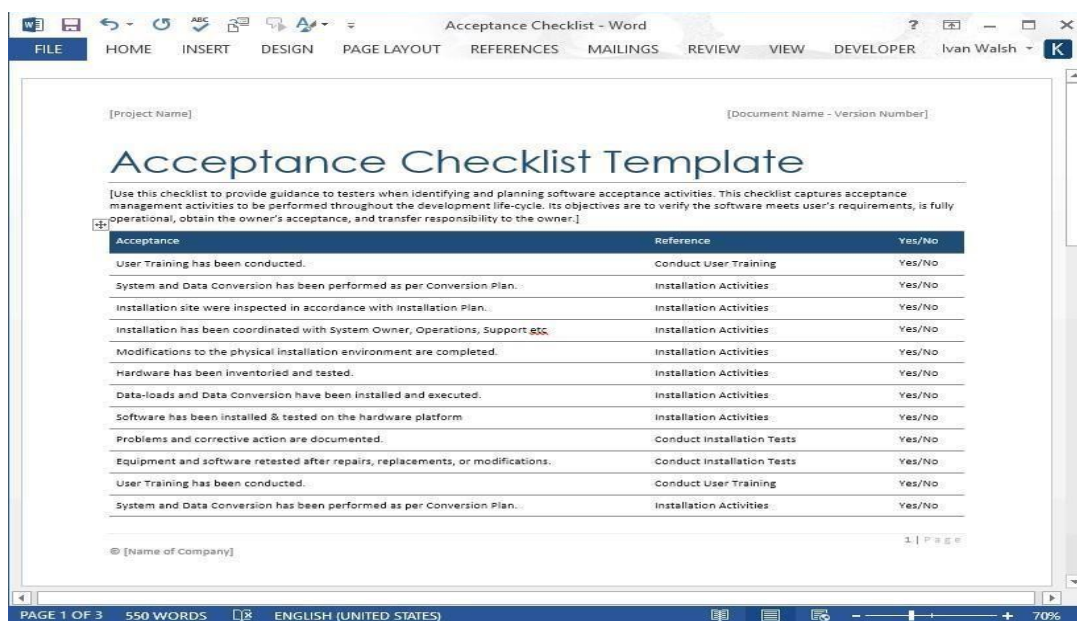 Acceptance Checklist - Word
FILE HOME INSERT DESIGN PAGE LAYOUT REFERENCES MAILINGS REVIEW VIEW DEVELOPER Ivan Walsh K
[Project Name] [Document Name - Version Number]
Acceptance Checklist Template
[Use this checklist to provide guidance to testers when identifying and planning software acceptance activities. This checklist captures acceptance
management activities to be performed throughout the development life-cycle. Its objectives are to verify the software meets user's requirements, is fully
operational, obtain the owner's acceptance, and transfer responsibility to the owner.]
Acceptance Reference Yes/No
User Training has been conducted. Conduct User Training Yes/No
System and Data Conversion has been performed as per Conversion Plan. Installation Activities Yes/No
Installation site were inspected in accordance with Installation Plan. Installation Activities Yes/No
Installation has been coordinated with System Owner, Operations, Support etc Installation Activities Yes/No
Modifications to the physical installation environment are completed. Installation Activities Yes/No
Hardware has been inventoried and tested. Installation Activities Yes/No
Data-loads and Data Conversion have been installed and executed. Installation Activities Yes/No
Software has been installed & tested on the hardware platform Installation Activities Yes/No
Problems and corrective action are documented. Conduct Installation Tests Yes/No
Equipment and software retested after repairs, replacements, or modifications. Conduct Installation Tests Yes/No
User Training has been conducted. Conduct User Training Yes/No
System and Data Conversion has been performed as per Conversion Plan. Installation Activities Yes/No
1 | Page
© [Name of Company]
PAGE 1 OF 3 550 WORDS ENGLISH (UNITED STATES) 70%